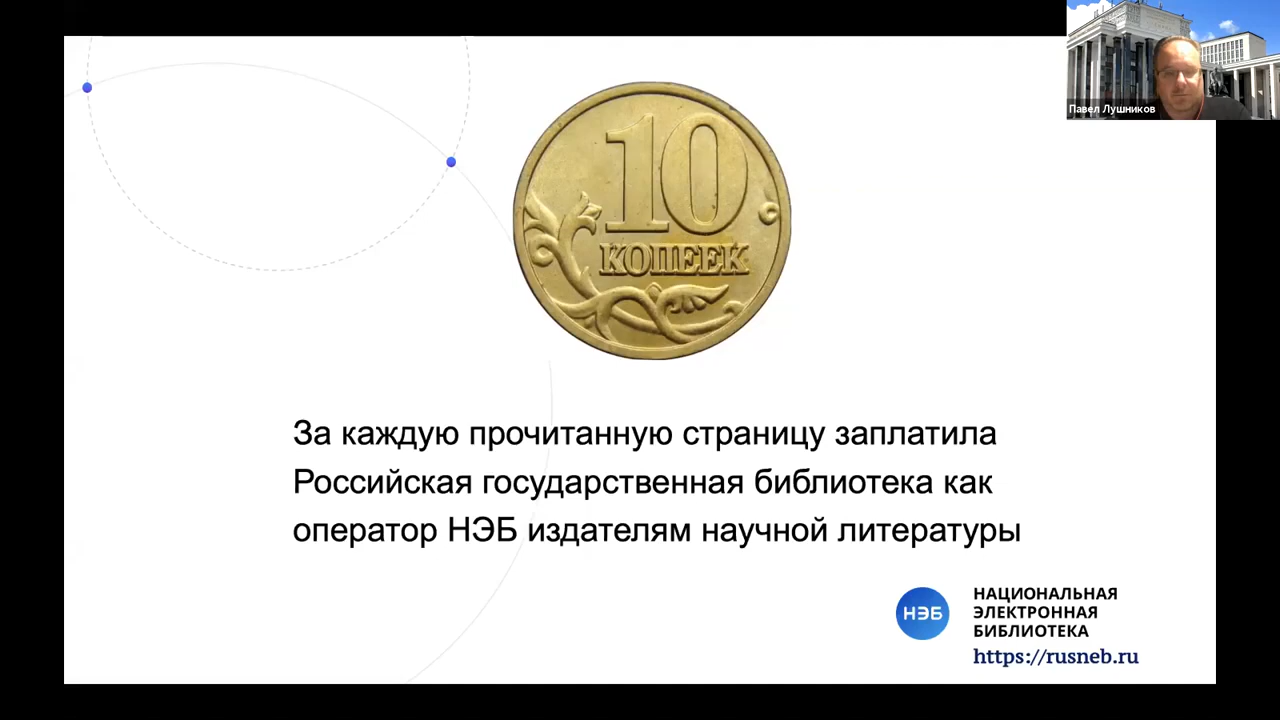 Павел Лушников
10
КОПЕЕК
За каждую прочитанную страницу заплатила
Российская государственная библиотека как
оператор НЭБ издателям научной литературы
НЭБ
НАЦИОНАЛЬНАЯ
ЭЛЕКТРОННАЯ
БИБЛИОТЕКА
https://rusneb.ru